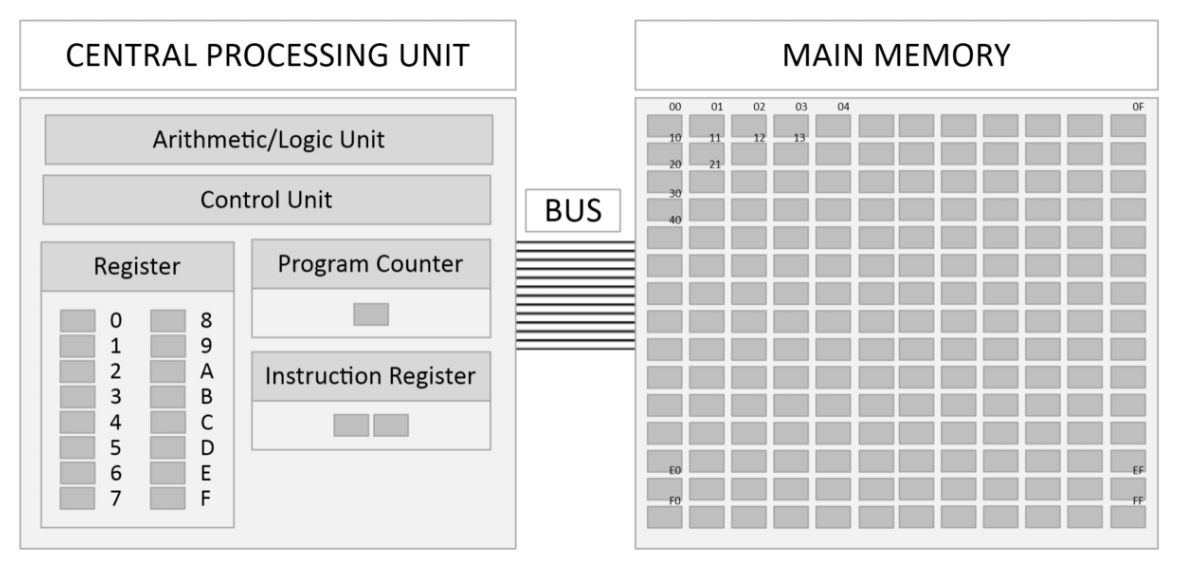 CENTRAL PROCESSING UNIT
Arithmetic/Logic Unit
Control Unit
Register
0 8
1 9
2 A
3 B
4 C
5 D
6 E
7 F
Program Counter
Instruction Register
BUS
MAIN MEMORY
00 01 02 03 04 0F
10 11 12 13
20 21
30
40
E0 EF
F0 FF